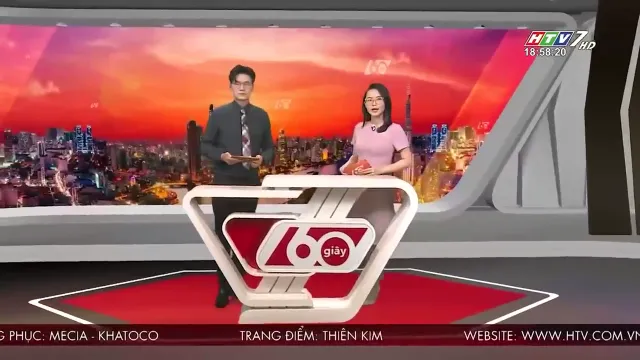 HTV7 HD
18:58:20
60 giây
G PHỤC: MECIA - KHATOCO TRANG ĐIỂM: THIÊN KIM WEBSITE: WWW.HTV.COM.VN